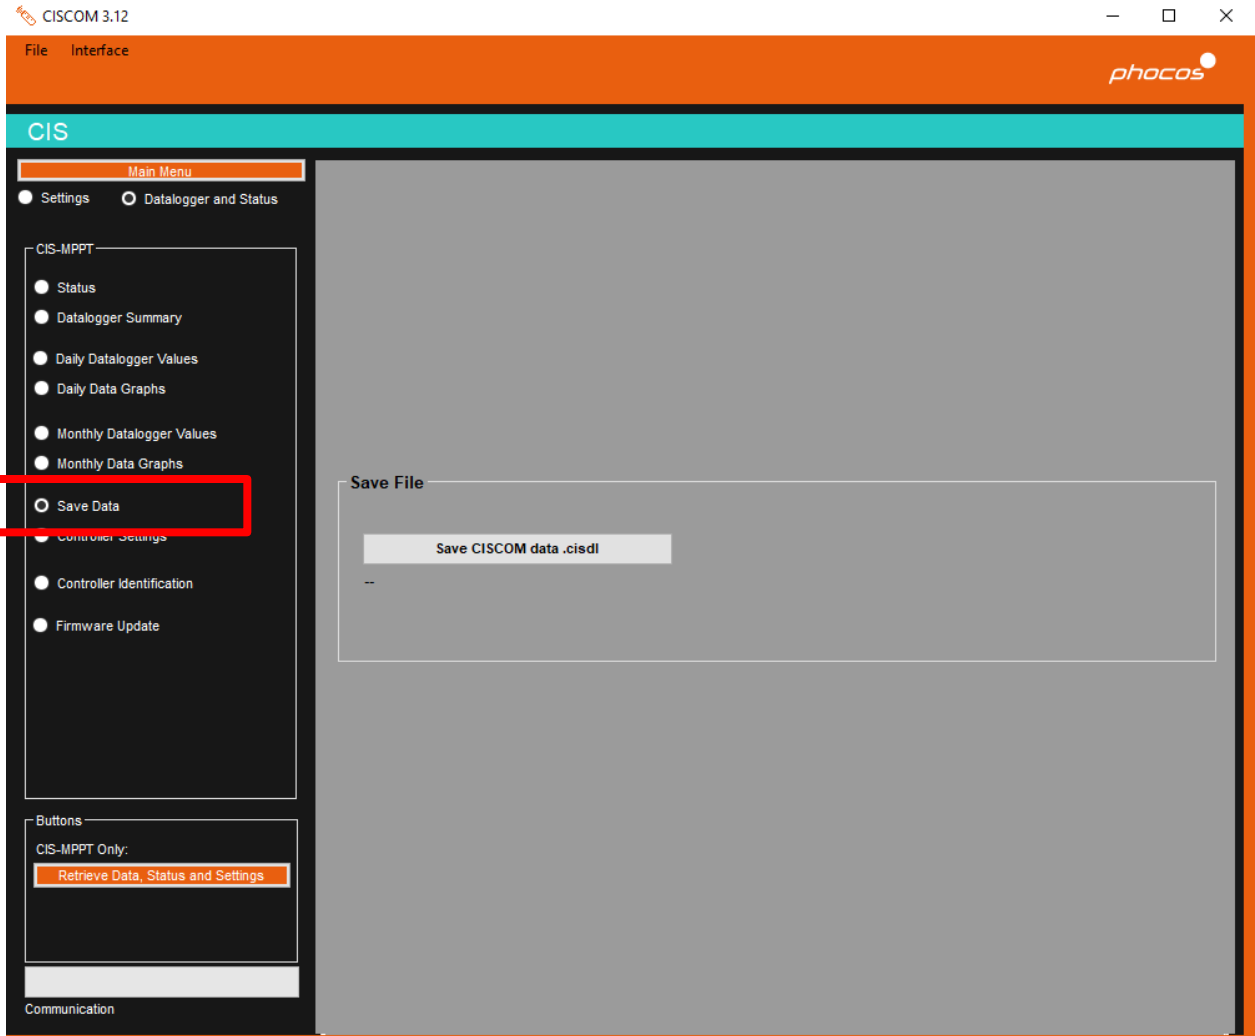 CISCOM 3.12
File Interface
phocos
CIS
Main Menu
Settings Datalogger and Status
CIS-MPPT
Status
Datalogger Summary
Daily Datalogger Values
Daily Data Graphs
Monthly Datalogger Values
Monthly Data Graphs
Save Data
Controller Settings
Controller Identification
Firmware Update
Save File
Save CISCOM data .cisdl
--
Buttons
CIS-MPPT Only:
Retrieve Data, Status and Settings
Communication